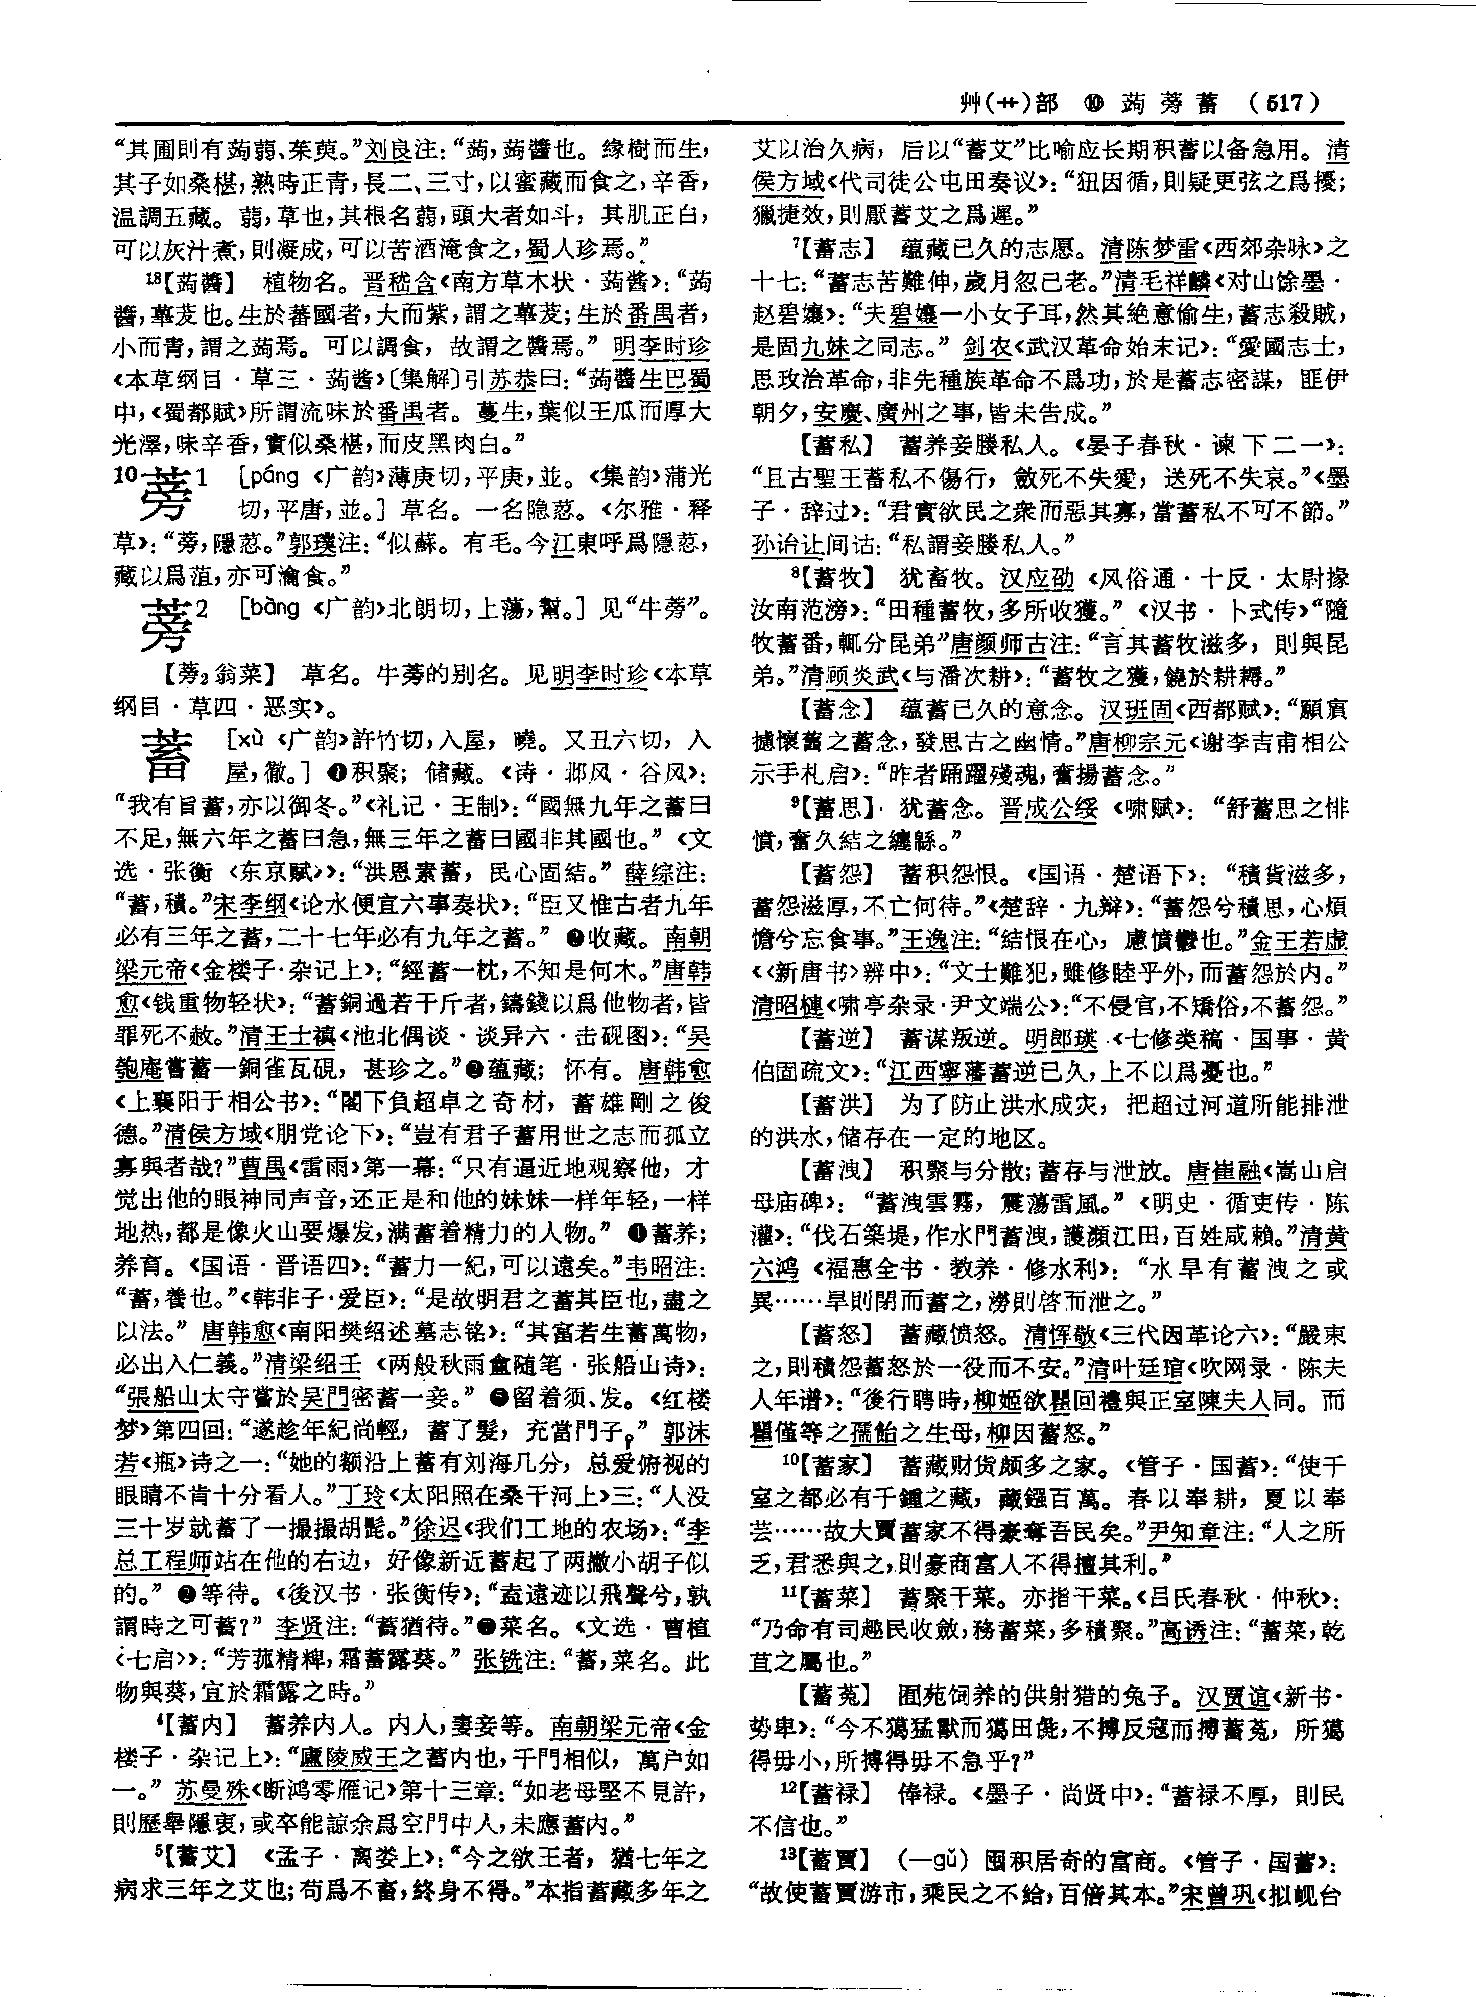 艸(艹)部 ⑩ 蒟蒡蓄 （517）
“其圃則有蒟蒻、茱萸。”刘良注：“蒟，蒟醬也。缘樹而生，
其子如桑椹，熟時正青，長二、三寸，以蜜藏而食之，辛香，
温調五藏。蒻，草也，其根名蒻，頭大者如斗，其肌正白，
可以灰汁煮，則凝成，可以苦酒淹食之，蜀人珍焉。”
18【蒟醬】 植物名。晋嵇含《南方草木状·蒟酱》：“蒟
醬，蓽茇也。生於蕃國者，大而紫，謂之蓽茇；生於番禺者，
小而青，謂之蒟焉。可以調食，故謂之醬焉。”明李时珍
《本草纲目·草三·蒟酱》〔集解〕引苏恭曰：“蒟醬生巴蜀
中，《蜀都賦》所謂流味於番禺者。蔓生，葉似王瓜而厚大
光澤，味辛香，實似桑椹，而皮黑肉白。”
10蒡1 ［páng《广韵》薄庚切，平庚，並。《集韵》蒲光
切，平唐，並。］草名。一名隐荵。《尔雅·释
草》：“蒡，隱荵。”郭璞注：“似蘇。有毛。今江東呼爲隱荵，
藏以爲菹，亦可瀹食。”
蒡2 ［bàng《广韵》北朗切，上蕩，幫。］见“牛蒡”。
【蒡₂翁菜】 草名。牛蒡的别名。见明李时珍《本草
纲目·草四·恶实》。
蓄 ［xù《广韵》許竹切，入屋，曉。又丑六切，入
屋，徹。］❶积聚；储藏。《诗·邶风·谷风》：
“我有旨蓄，亦以御冬。”《礼记·王制》：“國無九年之蓄曰
不足，無六年之蓄曰急，無三年之蓄曰國非其國也。”《文
选·张衡〈东京赋〉》：“洪恩素蓄，民心固結。”薛综注：
“蓄，積。”宋李纲《论水便宜六事奏状》：“臣又惟古者九年
必有三年之蓄，二十七年必有九年之蓄。”❷收藏。南朝
梁元帝《金楼子·杂记上》：“經蓄一枕，不知是何木。”唐韩
愈《钱重物轻状》：“蓄銅過若干斤者，鑄錢以爲他物者，皆
罪死不赦。”清王士禛《池北偶谈·谈异六·击砚图》：“吴
匏庵嘗蓄一銅雀瓦硯，甚珍之。”❸蕴藏；怀有。唐韩愈
《上襄阳于相公书》：“閣下負超卓之奇材，蓄雄剛之俊
德。”清侯方域《朋党论下》：“豈有君子蓄用世之志而孤立
寡與者哉？”曹禺《雷雨》第一幕：“只有逼近地观察他，才
觉出他的眼神同声音，还正是和他的妹妹一样年轻，一样
地热，都是像火山要爆发，满蓄着精力的人物。”❹蓄养；
养育。《国语·晋语四》：“蓄力一紀，可以遠矣。”韦昭注：
“蓄，養也。”《韩非子·爱臣》：“是故明君之蓄其臣也，盡之
以法。”唐韩愈《南阳樊绍述墓志铭》：“其富若生蓄萬物，
必出入仁義。”清梁绍壬《两般秋雨盦随笔·张船山诗》：
“張船山太守嘗於吴門密蓄一妾。”❺留着须、发。《红楼
梦》第四回：“遂趁年紀尚輕，蓄了髮，充當門子。”郭沫
若《瓶》诗之一：“她的额沿上蓄有刘海几分，总爱俯视的
眼睛不肯十分看人。”丁玲《太阳照在桑干河上》三：“人没
三十岁就蓄了一撮撮胡髭。”徐迟《我们工地的农场》：“李
总工程师站在他的右边，好像新近蓄起了两撇小胡子似
的。”❻等待。《後汉书·张衡传》：“盍遠迹以飛聲兮，孰
謂時之可蓄？”李贤注：“蓄猶待。”❼菜名。《文选·曹植
〈七启〉》：“芳菰精粺，霜蓄露葵。”张铣注：“蓄，菜名。此
物與葵，宜於霜露之時。”
4【蓄内】 蓄养内人。内人，妻妾等。南朝梁元帝《金
楼子·杂记上》：“廬陵威王之蓄内也，千門相似，萬户如
一。”苏曼殊《断鸿零雁记》第十三章：“如老母堅不見許，
則歷舉隱衷，或卒能諒余爲空門中人，未應蓄内。”
5【蓄艾】 《孟子·离娄上》：“今之欲王者，猶七年之
病求三年之艾也；苟爲不畜，終身不得。”本指蓄藏多年之
艾以治久病，后以“蓄艾”比喻应长期积蓄以备急用。清
侯方域《代司徒公屯田奏议》：“狃因循，則疑更弦之爲擾；
獵捷效，則厭蓄艾之爲遲。”
7【蓄志】 蕴藏已久的志愿。清陈梦雷《西郊杂咏》之
十七：“蓄志苦難伸，歲月忽已老。”清毛祥麟《对山馀墨·
赵碧孃》：“夫碧孃一小女子耳，然其絶意偷生，蓄志殺贼，
是固九妹之同志。”剑农《武汉革命始末记》：“愛國志士，
思政治革命，非先種族革命不爲功，於是蓄志密謀，匪伊
朝夕，安慶、廣州之事，皆未告成。”
【蓄私】 蓄养妾媵私人。《晏子春秋·谏下二一》：
“且古聖王蓄私不傷行，斂死不失愛，送死不失哀。”《墨
子·辞过》：“君實欲民之衆而惡其寡，當蓄私不可不節。”
孙诒让间诂：“私謂妾媵私人。”
8【蓄牧】 犹畜牧。汉应劭《风俗通·十反·太尉掾
汝南范滂》：“田種蓄牧，多所收獲。”《汉书·卜式传》“隨
牧蓄番，輒分昆弟”唐颜师古注：“言其蓄牧滋多，則與昆
弟。”清顾炎武《与潘次耕》：“蓄牧之獲，饒於耕耨。”
【蓄念】 蕴蓄已久的意念。汉班固《西都赋》：“願賓
攄懷舊之蓄念，發思古之幽情。”唐柳宗元《谢李吉甫相公
示手札启》：“昨者踊躍殘魂，奮揚蓄念。”
9【蓄思】 犹蓄念。晋成公绥《啸赋》：“舒蓄思之悱
憤，奮久結之纏緜。”
【蓄怨】 蓄积怨恨。《国语·楚语下》：“積貨滋多，
蓄怨滋厚，不亡何待。”《楚辞·九辩》：“蓄怨兮積思，心煩
憺兮忘食事。”王逸注：“結恨在心，慮憤鬱也。”金王若虚
《〈新唐书〉辨中》：“文士難犯，雖修睦乎外，而蓄怨於内。”
清昭槤《啸亭杂录·尹文端公》：“不侵官，不矯俗，不蓄怨。”
【蓄逆】 蓄谋叛逆。明郎瑛《七修类稿·国事·黄
伯固疏文》：“江西寧藩蓄逆已久，上不以爲憂也。”
【蓄洪】 为了防止洪水成灾，把超过河道所能排泄
的洪水，储存在一定的地区。
【蓄洩】 积聚与分散；蓄存与泄放。唐崔融《嵩山启
母庙碑》：“蓄洩雲霧，震蕩雷風。”《明史·循吏传·陈
灌》：“伐石築堤，作水門蓄洩，護瀕江田，百姓咸賴。”清黄
六鸿《福惠全书·教养·修水利》：“水旱有蓄洩之或
異……旱則閉而蓄之，澇則啓而泄之。”
【蓄怒】 蓄藏愤怒。清恽敬《三代因革论六》：“嚴束
之，則積怨蓄怒於一役而不安。”清叶廷琯《吹网录·陈夫
人年谱》：“後行聘時，柳姬欲瞿回禮與正室陳夫人同。而
瞿僅等之孺飴之生母，柳因蓄怒。”
10【蓄家】 蓄藏财货颇多之家。《管子·国蓄》：“使千
室之都必有千鍾之藏，藏鏹百萬。春以奉耕，夏以奉
芸……故大賈蓄家不得豪奪吾民矣。”尹知章注：“人之所
乏，君悉與之，則豪商富人不得擅其利。”
11【蓄菜】 蓄聚干菜。亦指干菜。《吕氏春秋·仲秋》：
“乃命有司趣民收斂，務蓄菜，多積聚。”高诱注：“蓄菜，乾
苴之屬也。”
【蓄菟】 囿苑饲养的供射猎的兔子。汉贾谊《新书·
势卑》：“今不獦猛獸而獦田彘，不搏反寇而搏蓄菟，所獦
得毋小，所搏得毋不急乎？”
12【蓄禄】 俸禄。《墨子·尚贤中》：“蓄禄不厚，則民
不信也。”
13【蓄賈】 （—gǔ）囤积居奇的富商。《管子·国蓄》：
“故使蓄賈游市，乘民之不給，百倍其本。”宋曾巩《拟岘台